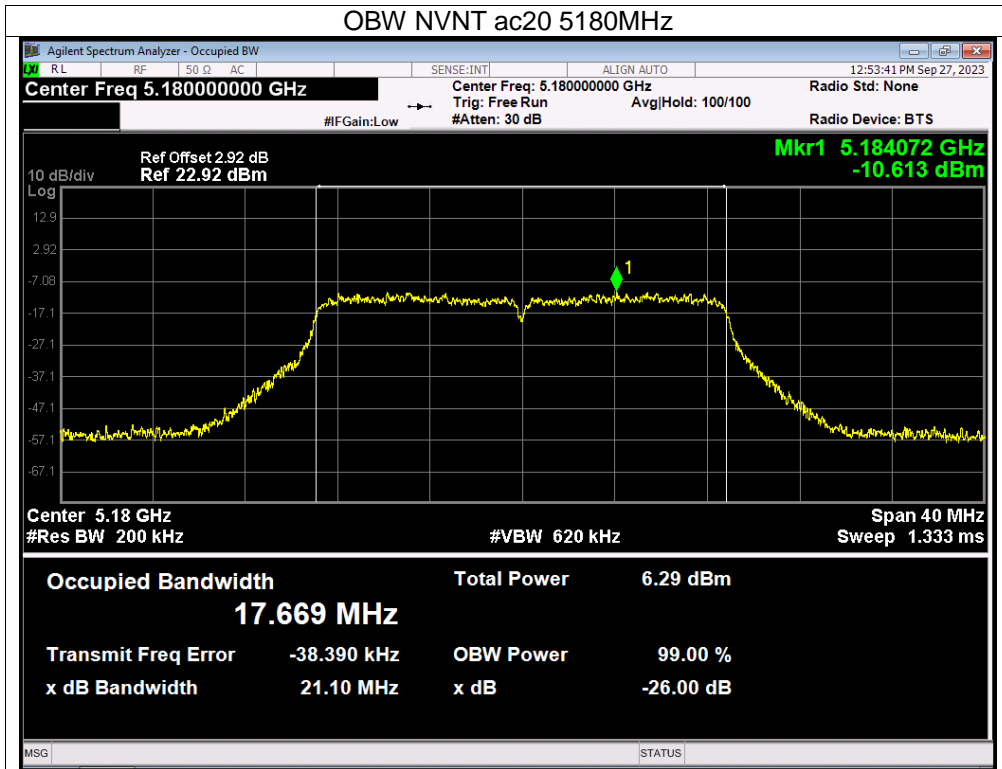 OBW NVNT ac20 5180MHz
Agilent Spectrum Analyzer - Occupied BW
LXI RL RF 50 Ω AC SENSE:INT ALIGN AUTO 12:53:41 PM Sep 27, 2023
Center Freq 5.180000000 GHz Center Freq: 5.180000000 GHz Radio Std: None
Trig: Free Run Avg|Hold: 100/100
#IFGain:Low #Atten: 30 dB Radio Device: BTS
Mkr1 5.184072 GHz
-10.613 dBm
Ref Offset 2.92 dB
10 dB/div Ref 22.92 dBm
Log
12.9
2.92
-7.08
-17.1
-27.1
-37.1
-47.1
-57.1
-67.1
1
Center 5.18 GHz Span 40 MHz
#Res BW 200 kHz #VBW 620 kHz Sweep 1.333 ms
Occupied Bandwidth Total Power 6.29 dBm
17.669 MHz
Transmit Freq Error -38.390 kHz OBW Power 99.00 %
x dB Bandwidth 21.10 MHz x dB -26.00 dB
MSG STATUS